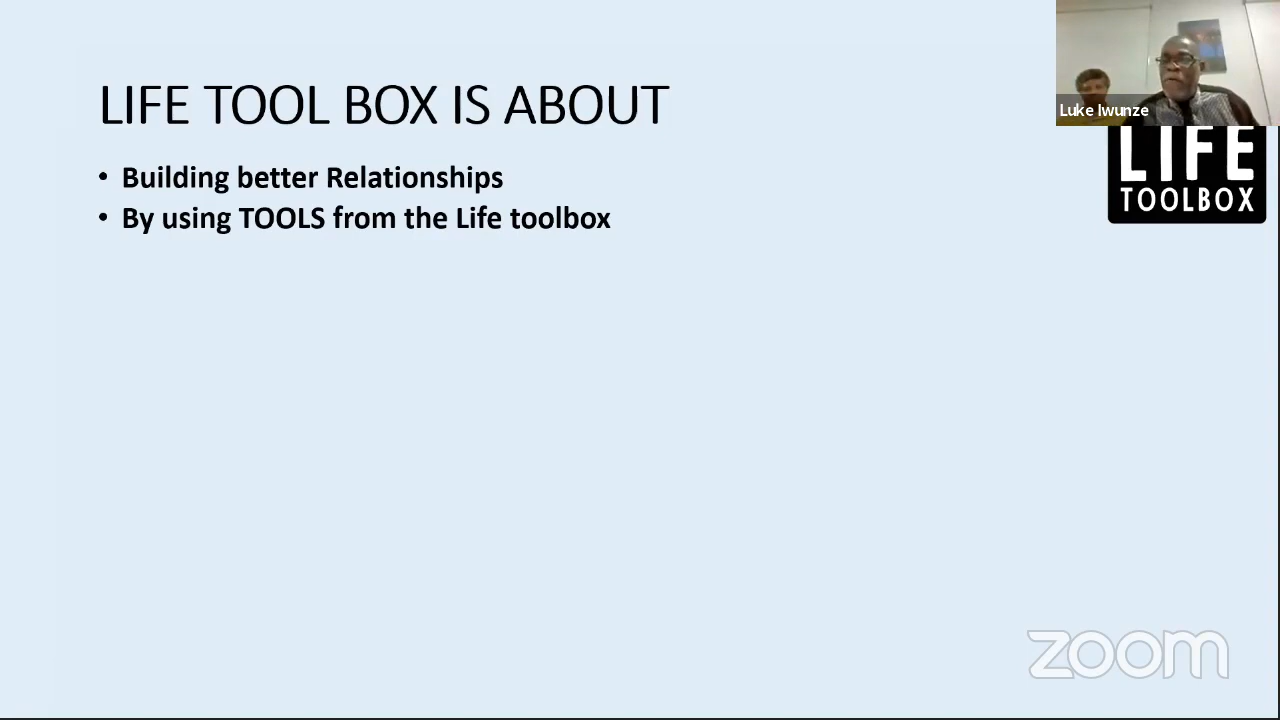 LIFE TOOL BOX IS ABOUT
• Building better Relationships
• By using TOOLS from the Life toolbox
Luke Iwunze
LIFE
TOOLBOX
zoom